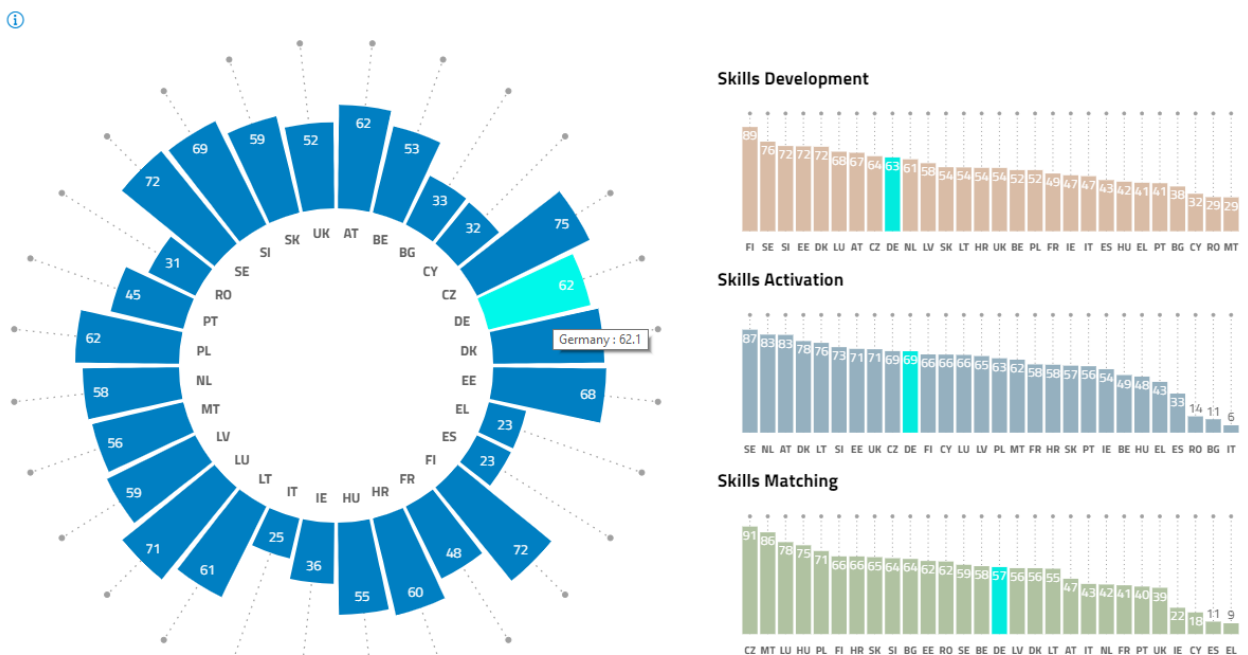 62
53
33
32
75
62
68
23
23
72
48
60
55
36
25
61
71
59
56
58
62
45
31
72
69
59
52
AT
BE
BG
CY
CZ
DE
DK
EE
EL
ES
FI
FR
HR
HU
IE
IT
LT
LU
LV
MT
NL
PL
PT
RO
SE
SI
SK
UK
Germany : 62.1
Skills Development
89 76 72 72 72 68 67 64 63 61 58 54 54 54 54 52 52 49 47 47 43 42 41 41 38 32 29 29
FI SE SI EE DK LU AT CZ DE NL LV SK LT HR UK BE PL FR IE IT ES HU EL PT BG CY RO MT
Skills Activation
87 83 83 78 76 73 71 71 69 69 66 66 66 65 63 62 58 58 57 56 54 49 48 43 33 14 11 6
SE NL AT DK LT SI EE UK CZ DE FI CY LU LV PL MT FR HR SK PT IE BE HU EL ES RO BG IT
Skills Matching
91 86 78 75 71 66 66 65 64 64 62 62 59 58 57 56 56 55 47 43 42 41 40 39 22 18 11 9
CZ MT LU HU PL FI HR SK SI BG EE RO SE BE DE LV DK LT AT IT NL FR PT UK IE CY ES EL